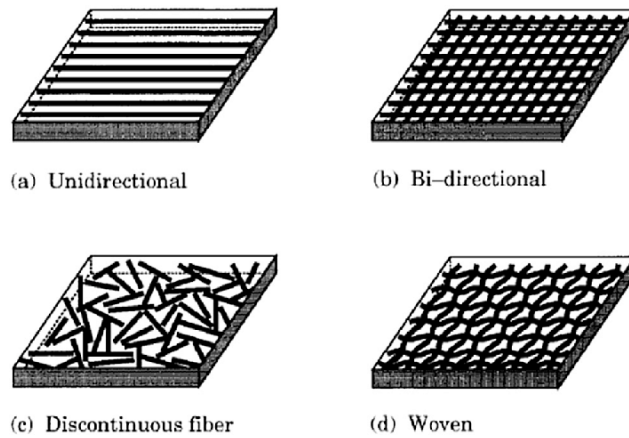 (a) Unidirectional
(b) Bi–directional
(c) Discontinuous fiber
(d) Woven